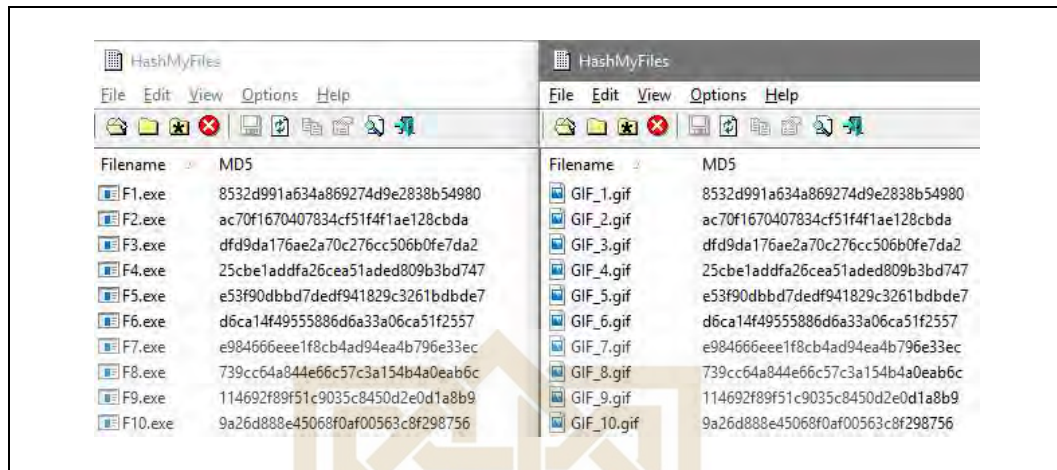 HashMyFiles
File Edit View Options Help
Filename MD5
F1.exe 8532d991a634a869274d9e2838b54980
F2.exe ac70f1670407834cf51f4f1ae128cbda
F3.exe dfd9da176ae2a70c276cc506b0fe7da2
F4.exe 25cbe1addfa26cea51aded809b3bd747
F5.exe e53f90dbbd7dedf941829c3261bdbde7
F6.exe d6ca14f49555886d6a33a06ca51f2557
F7.exe e984666eee1f8cb4ad94ea4b796e33ec
F8.exe 739cc64a844e66c57c3a154b4a0eab6c
F9.exe 114692f89f51c9035c8450d2e0d1a8b9
F10.exe 9a26d888e45068f0af00563c8f298756
HashMyFiles
File Edit View Options Help
Filename MD5
GIF_1.gif 8532d991a634a869274d9e2838b54980
GIF_2.gif ac70f1670407834cf51f4f1ae128cbda
GIF_3.gif dfd9da176ae2a70c276cc506b0fe7da2
GIF_4.gif 25cbe1addfa26cea51aded809b3bd747
GIF_5.gif e53f90dbbd7dedf941829c3261bdbde7
GIF_6.gif d6ca14f49555886d6a33a06ca51f2557
GIF_7.gif e984666eee1f8cb4ad94ea4b796e33ec
GIF_8.gif 739cc64a844e66c57c3a154b4a0eab6c
GIF_9.gif 114692f89f51c9035c8450d2e0d1a8b9
GIF_10.gif 9a26d888e45068f0af00563c8f298756